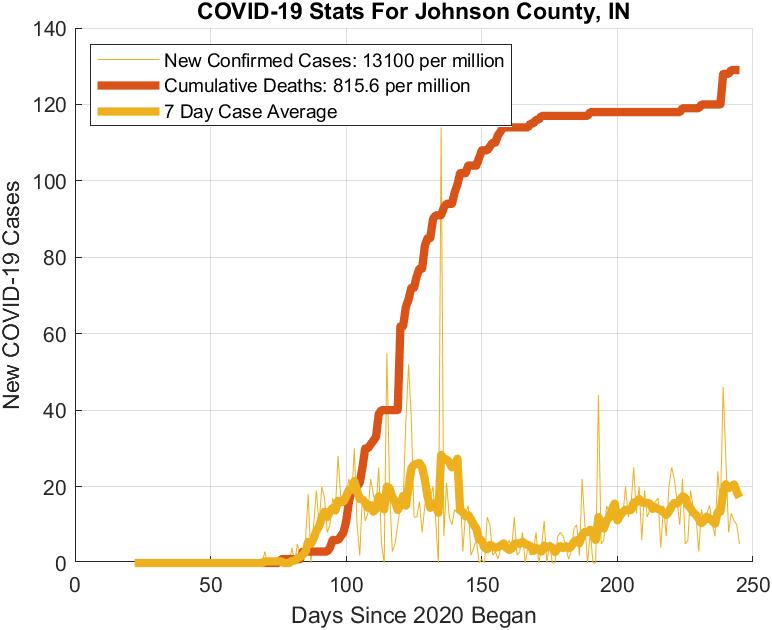 COVID-19 Stats For Johnson County, IN
New Confirmed Cases: 13100 per million
Cumulative Deaths: 815.6 per million
7 Day Case Average
140
120
100
80
60
40
20
0
New COVID-19 Cases
0 50 100 150 200 250
Days Since 2020 Began